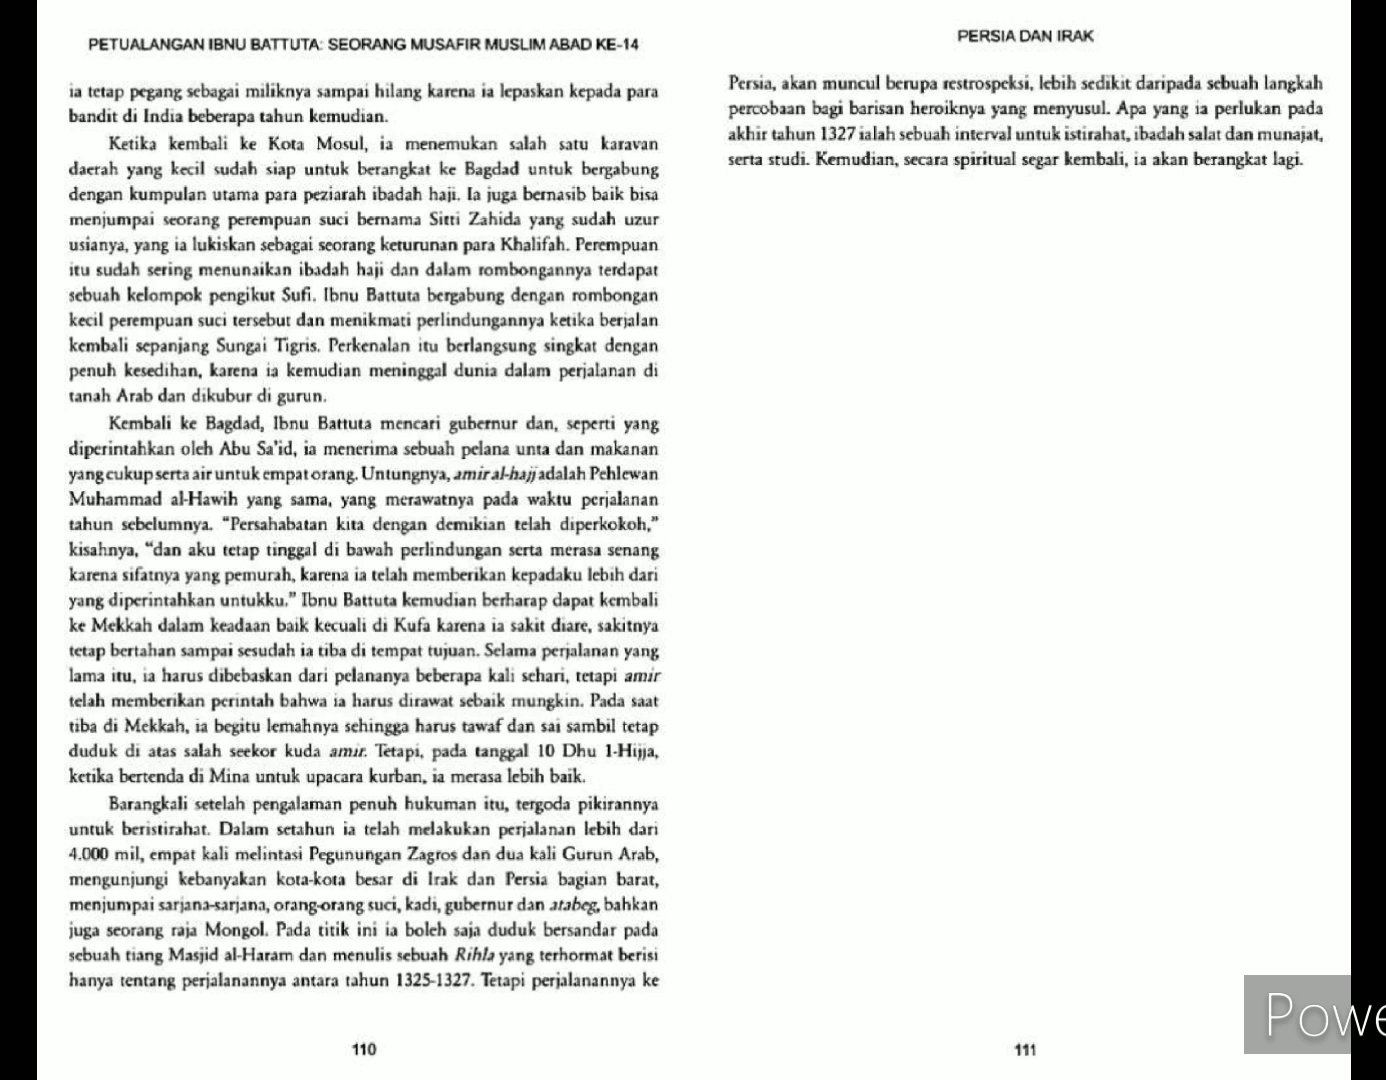 PETUALANGAN IBNU BATTUTA: SEORANG MUSAFIR MUSLIM ABAD KE-14
ia tetap pegang sebagai miliknya sampai hilang karena ia lepaskan kepada para
bandit di India beberapa tahun kemudian.
Ketika kembali ke Kota Mosul, ia menemukan salah satu karavan
daerah yang kecil sudah siap untuk berangkat ke Bagdad untuk bergabung
dengan kumpulan utama para peziarah ibadah haji. Ia juga bernasib baik bisa
menjumpai seorang perempuan suci bernama Sitti Zahida yang sudah uzur
usianya, yang ia lukiskan sebagai seorang keturunan para Khalifah. Perempuan
itu sudah sering menunaikan ibadah haji dan dalam rombongannya terdapat
sebuah kelompok pengikut Sufi. Ibnu Battuta bergabung dengan rombongan
kecil perempuan suci tersebut dan menikmati perlindungannya ketika berjalan
kembali sepanjang Sungai Tigris. Perkenalan itu berlangsung singkat dengan
penuh kesedihan, karena ia kemudian meninggal dunia dalam perjalanan di
tanah Arab dan dikubur di gurun.
Kembali ke Bagdad, Ibnu Battuta mencari gubernur dan, seperti yang
diperintahkan oleh Abu Sa'id, ia menerima sebuah pelana unta dan makanan
yang cukup serta air untuk empat orang. Untungnya, amir al-hajj adalah Pehlewan
Muhammad al-Hawih yang sama, yang merawatnya pada waktu perjalanan
tahun sebelumnya. "Persahabatan kita dengan demikian telah diperkokoh,"
kisahnya, "dan aku tetap tinggal di bawah perlindungan serta merasa senang
karena sifatnya yang pemurah, karena ia telah memberikan kepadaku lebih dari
yang diperintahkan untukku." Ibnu Battuta kemudian berharap dapat kembali
ke Mekkah dalam keadaan baik kecuali di Kufa karena ia sakit diare, sakitnya
tetap bertahan sampai sesudah ia tiba di tempat tujuan. Selama perjalanan yang
lama itu, ia harus dibebaskan dari pelananya beberapa kali sehari, tetapi amir
telah memberikan perintah bahwa ia harus dirawat sebaik mungkin. Pada saat
tiba di Mekkah, ia begitu lemahnya sehingga harus tawaf dan sai sambil tetap
duduk di atas salah seekor kuda amir. Tetapi, pada tanggal 10 Dhu 1-Hijja,
ketika bertenda di Mina untuk upacara kurban, ia merasa lebih baik.
Barangkali setelah pengalaman penuh hukuman itu, tergoda pikirannya
untuk beristirahat. Dalam setahun ia telah melakukan perjalanan lebih dari
4.000 mil, empat kali melintasi Pegunungan Zagros dan dua kali Gurun Arab,
mengunjungi kebanyakan kota-kota besar di Irak dan Persia bagian barat,
menjumpai sarjana-sarjana, orang-orang suci, kadi, gubernur dan atabeg, bahkan
juga seorang raja Mongol. Pada titik ini ia boleh saja duduk bersandar pada
sebuah tiang Masjid al-Haram dan menulis sebuah Rihla yang terhormat berisi
hanya tentang perjalanannya antara tahun 1325-1327. Tetapi perjalanannya ke
110
PERSIA DAN IRAK
Persia, akan muncul berupa restrospeksi, lebih sedikit daripada sebuah langkah
percobaan bagi barisan heroiknya yang menyusul. Apa yang ia perlukan pada
akhir tahun 1327 ialah sebuah interval untuk istirahat, ibadah salat dan munajat,
serta studi. Kemudian, secara spiritual segar kembali, ia akan berangkat lagi.
111
Powe